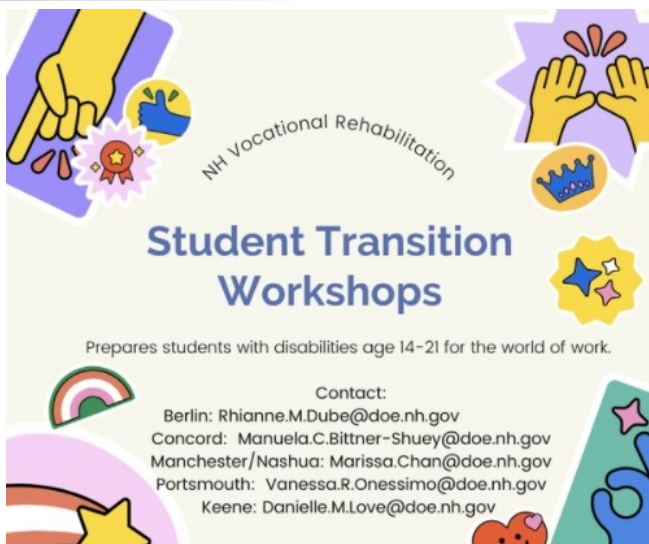 NH Vocational Rehabilitation
Student Transition
Workshops
Prepares students with disabilities age 14-21 for the world of work.
Contact:
Berlin: Rhianne.M.Dube@doe.nh.gov
Concord: Manuela.C.Bittner-Shuey@doe.nh.gov
Manchester/Nashua: Marissa.Chan@doe.nh.gov
Portsmouth: Vanessa.R.Onessimo@doe.nh.gov
Keene: Danielle.M.Love@doe.nh.gov